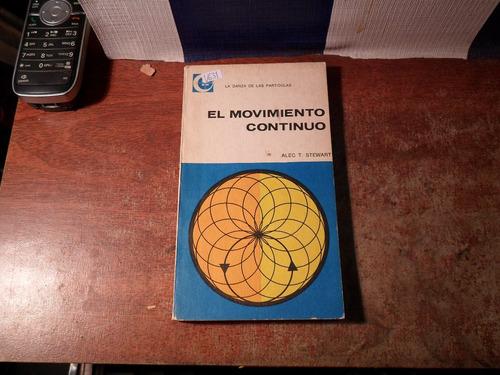 LA DANZA DE LAS PARTICULAS
EL MOVIMIENTO
CONTINUO
ALEC T. STEWART